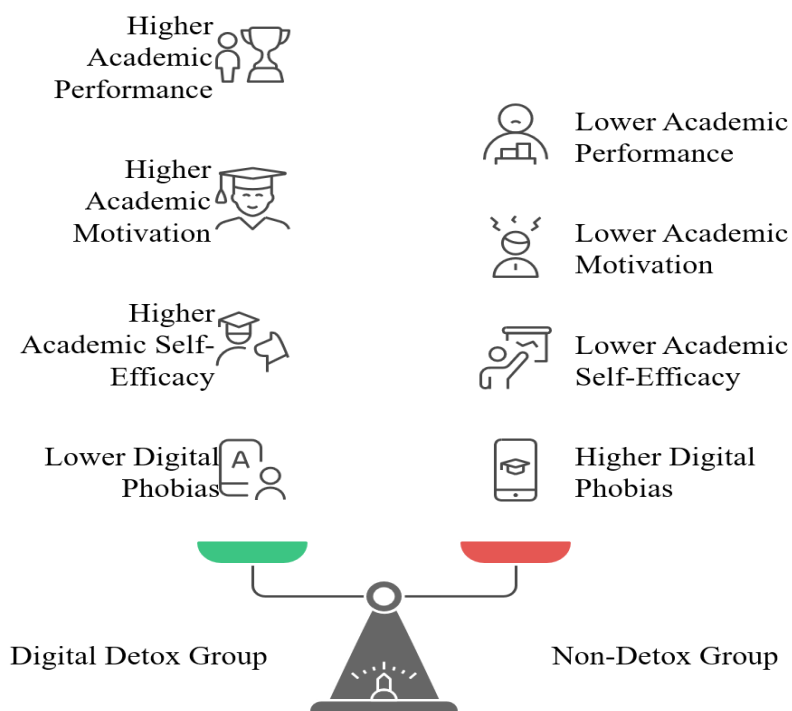 Higher
Academic
Performance
Higher
Academic
Motivation
Higher
Academic Self-
Efficacy
Lower Digital
Phobias
A
Lower Academic
Performance
Lower Academic
Motivation
Lower Academic
Self-Efficacy
Higher Digital
Phobias
Digital Detox Group
Non-Detox Group